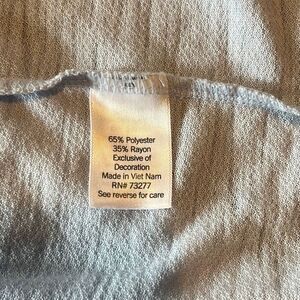 65% Polyester
35% Rayon
Exclusive of
Decoration
Made in Viet Nam
RN# 73277
See reverse for care